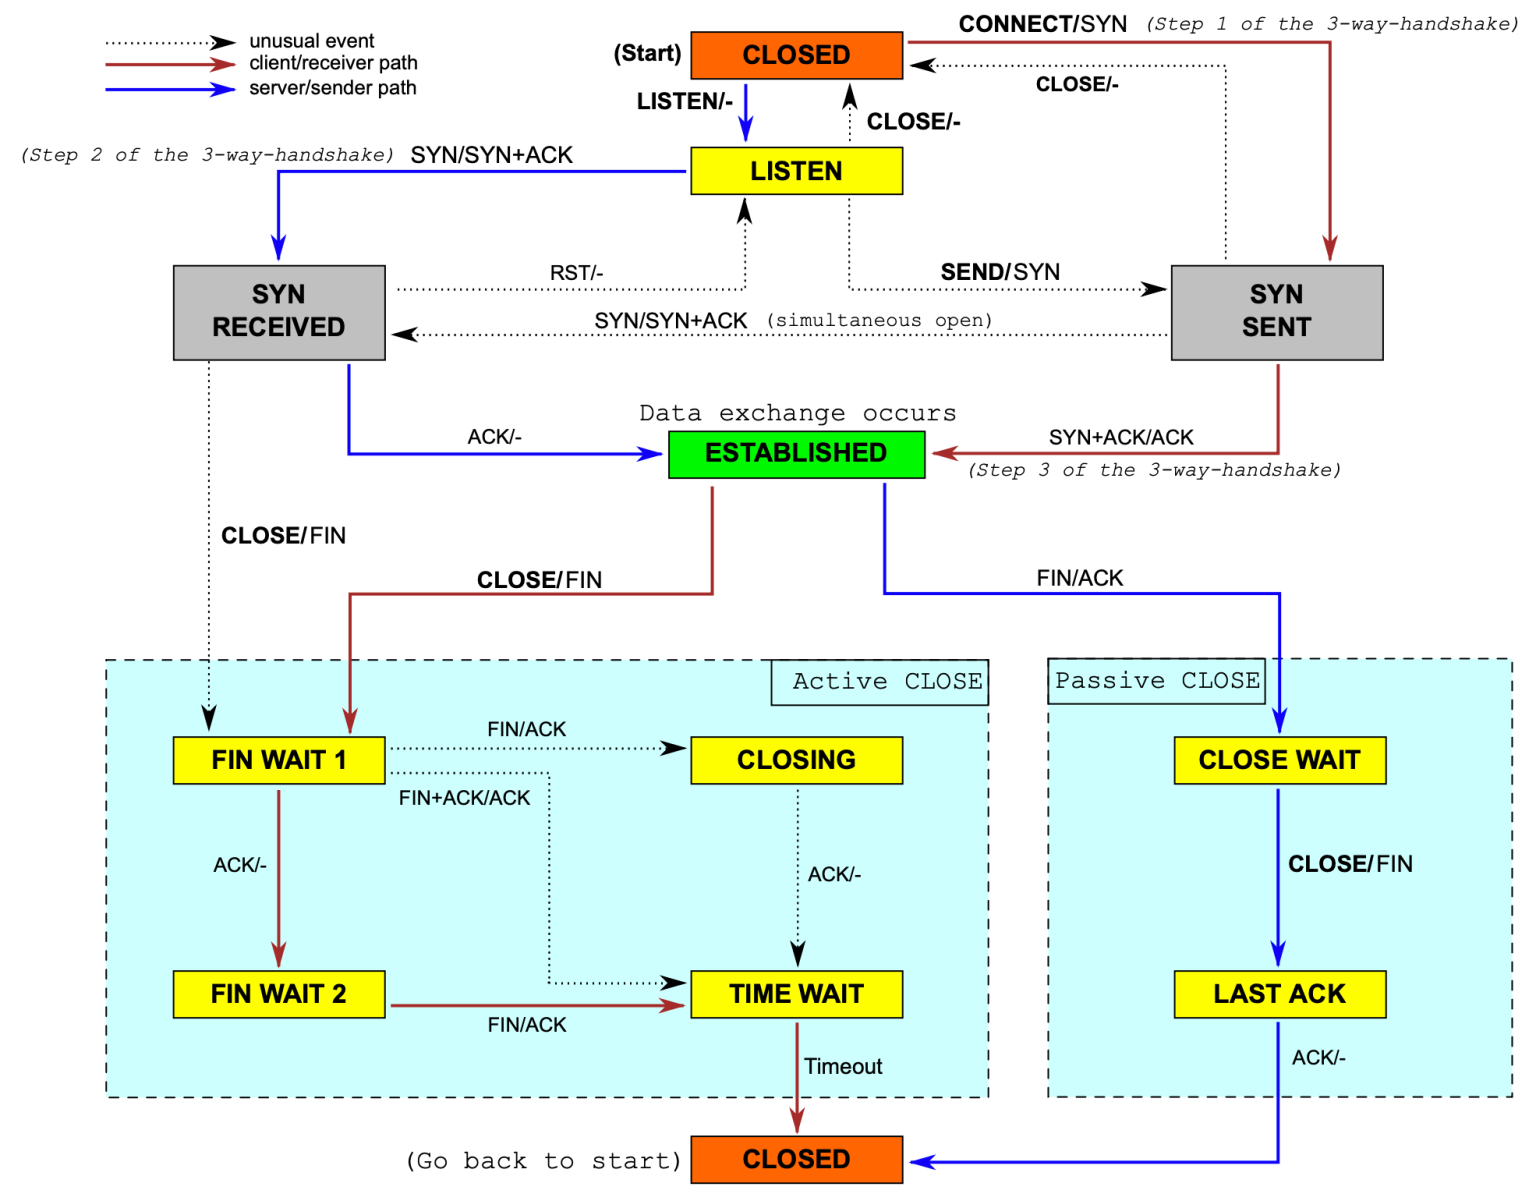 unusual event
client/receiver path
server/sender path
(Start)
CLOSED
CONNECT/SYN (Step 1 of the 3-way-handshake)
CLOSE/-
LISTEN/-
CLOSE/-
(Step 2 of the 3-way-handshake) SYN/SYN+ACK
LISTEN
RST/-
SEND/SYN
SYN
RECEIVED
SYN
SENT
SYN/SYN+ACK (simultaneous open)
Data exchange occurs
ACK/-
ESTABLISHED
SYN+ACK/ACK
(Step 3 of the 3-way-handshake)
CLOSE/FIN
CLOSE/FIN
FIN/ACK
Active CLOSE
Passive CLOSE
FIN WAIT 1
FIN/ACK
CLOSING
CLOSE WAIT
FIN+ACK/ACK
ACK/-
ACK/-
CLOSE/FIN
FIN WAIT 2
TIME WAIT
LAST ACK
FIN/ACK
Timeout
ACK/-
(Go back to start)
CLOSED